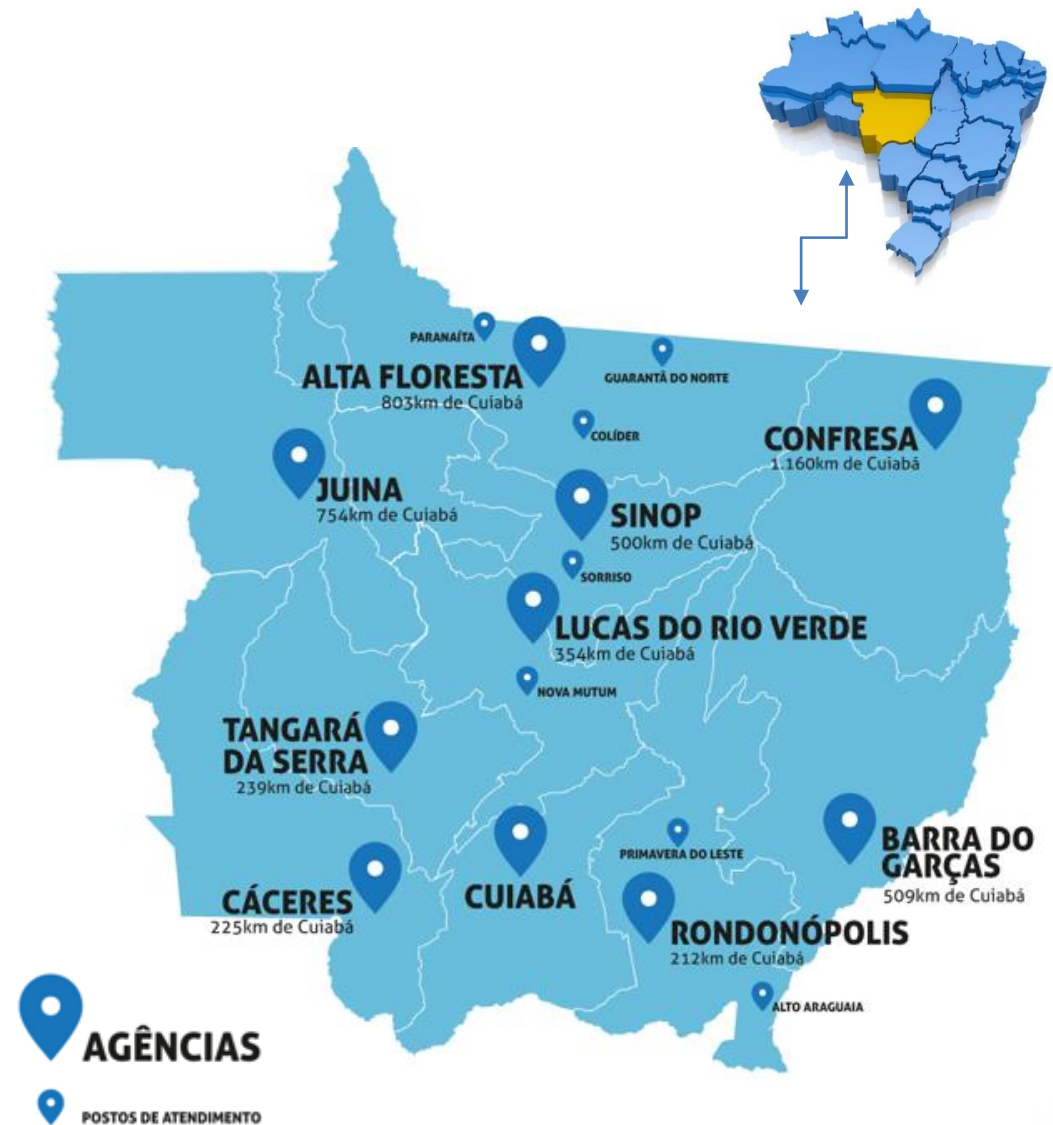 PARANAÍTA
ALTA FLORESTA
803km de Cuiabá
GUARANTÃ DO NORTE
COLÍDER
CONFRESA
1.160km de Cuiabá
JUINA
754km de Cuiabá
SINOP
500km de Cuiabá
SORRISO
LUCAS DO RIO VERDE
354km de Cuiabá
NOVA MUTUM
TANGARÁ
DA SERRA
239km de Cuiabá
PRIMAVERA DO LESTE
BARRA DO
GARÇAS
509km de Cuiabá
CUIABÁ
CÁCERES
225km de Cuiabá
RONDONÓPOLIS
212km de Cuiabá
ALTO ARAGUAIA
AGÊNCIAS
POSTOS DE ATENDIMENTO